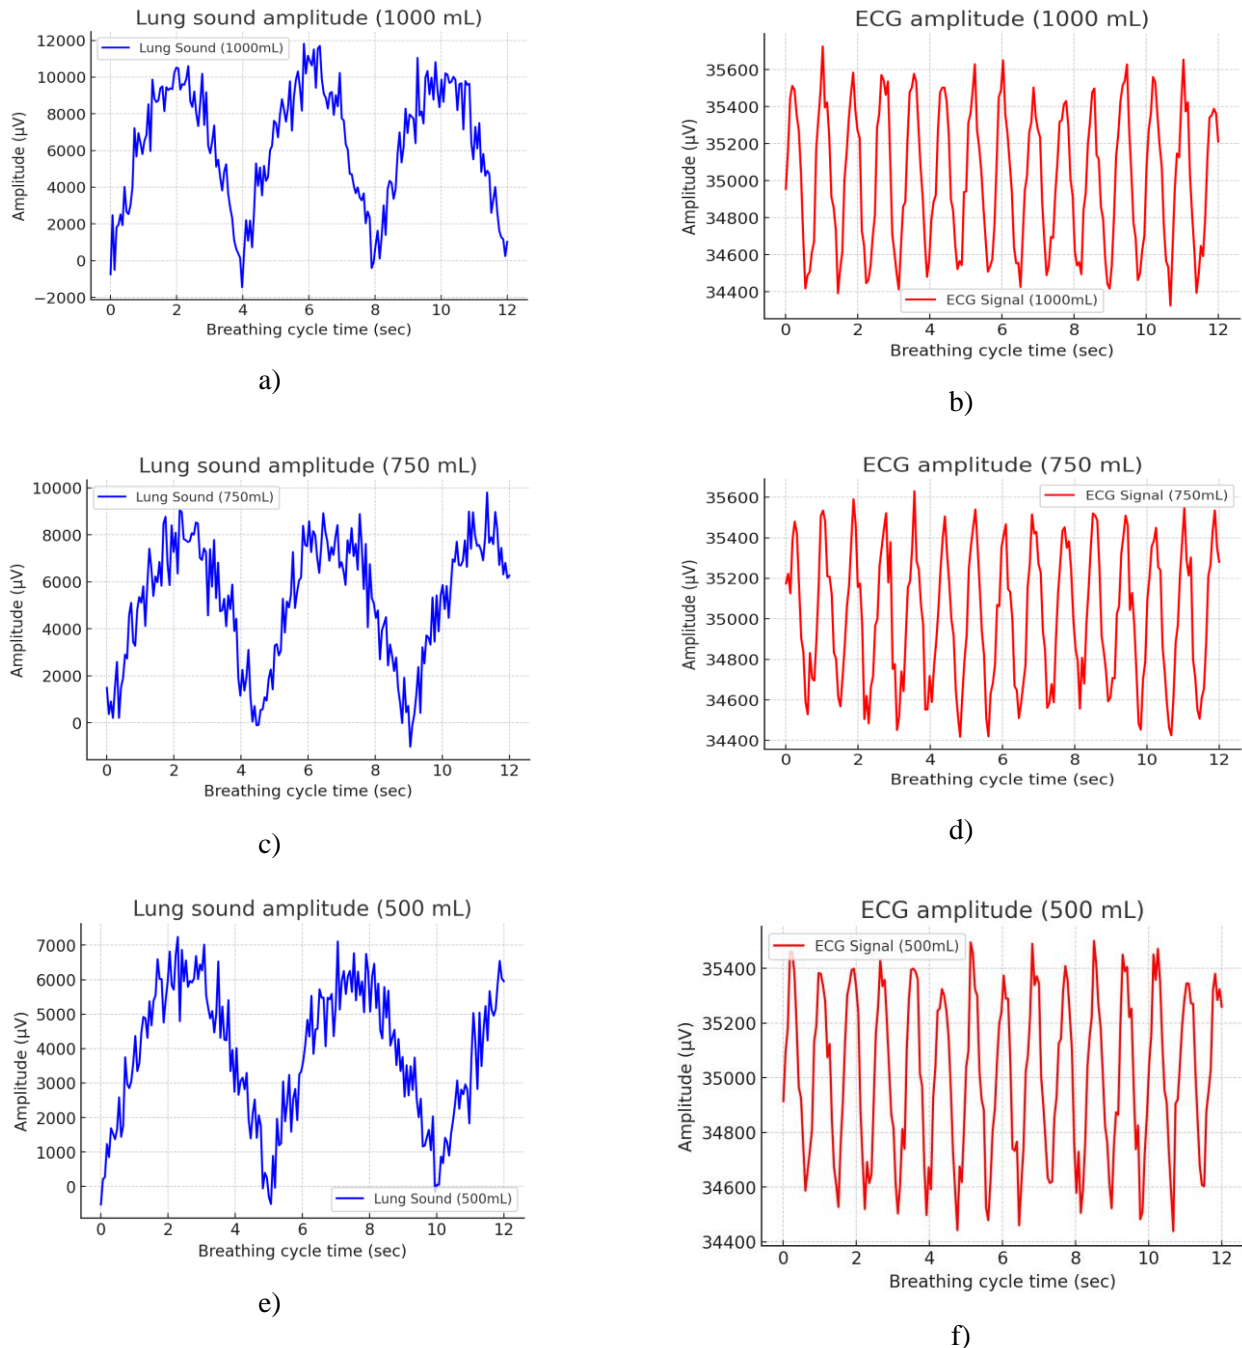 Lung sound amplitude (1000 mL)
Lung Sound (1000mL)
Amplitude (µV)
12000
10000
8000
6000
4000
2000
0
−2000
0 2 4 6 8 10 12
Breathing cycle time (sec)
a)
ECG amplitude (1000 mL)
ECG Signal (1000mL)
Amplitude (µV)
35600
35400
35200
35000
34800
34600
34400
0 2 4 6 8 10 12
Breathing cycle time (sec)
b)
Lung sound amplitude (750 mL)
Lung Sound (750mL)
Amplitude (µV)
10000
8000
6000
4000
2000
0
0 2 4 6 8 10 12
Breathing cycle time (sec)
c)
ECG amplitude (750 mL)
ECG Signal (750mL)
Amplitude (µV)
35600
35400
35200
35000
34800
34600
34400
0 2 4 6 8 10 12
Breathing cycle time (sec)
d)
Lung sound amplitude (500 mL)
Lung Sound (500mL)
Amplitude (µV)
7000
6000
5000
4000
3000
2000
1000
0
0 2 4 6 8 10 12
Breathing cycle time (sec)
e)
ECG amplitude (500 mL)
ECG Signal (500mL)
Amplitude (µV)
35400
35200
35000
34800
34600
34400
0 2 4 6 8 10 12
Breathing cycle time (sec)
f)